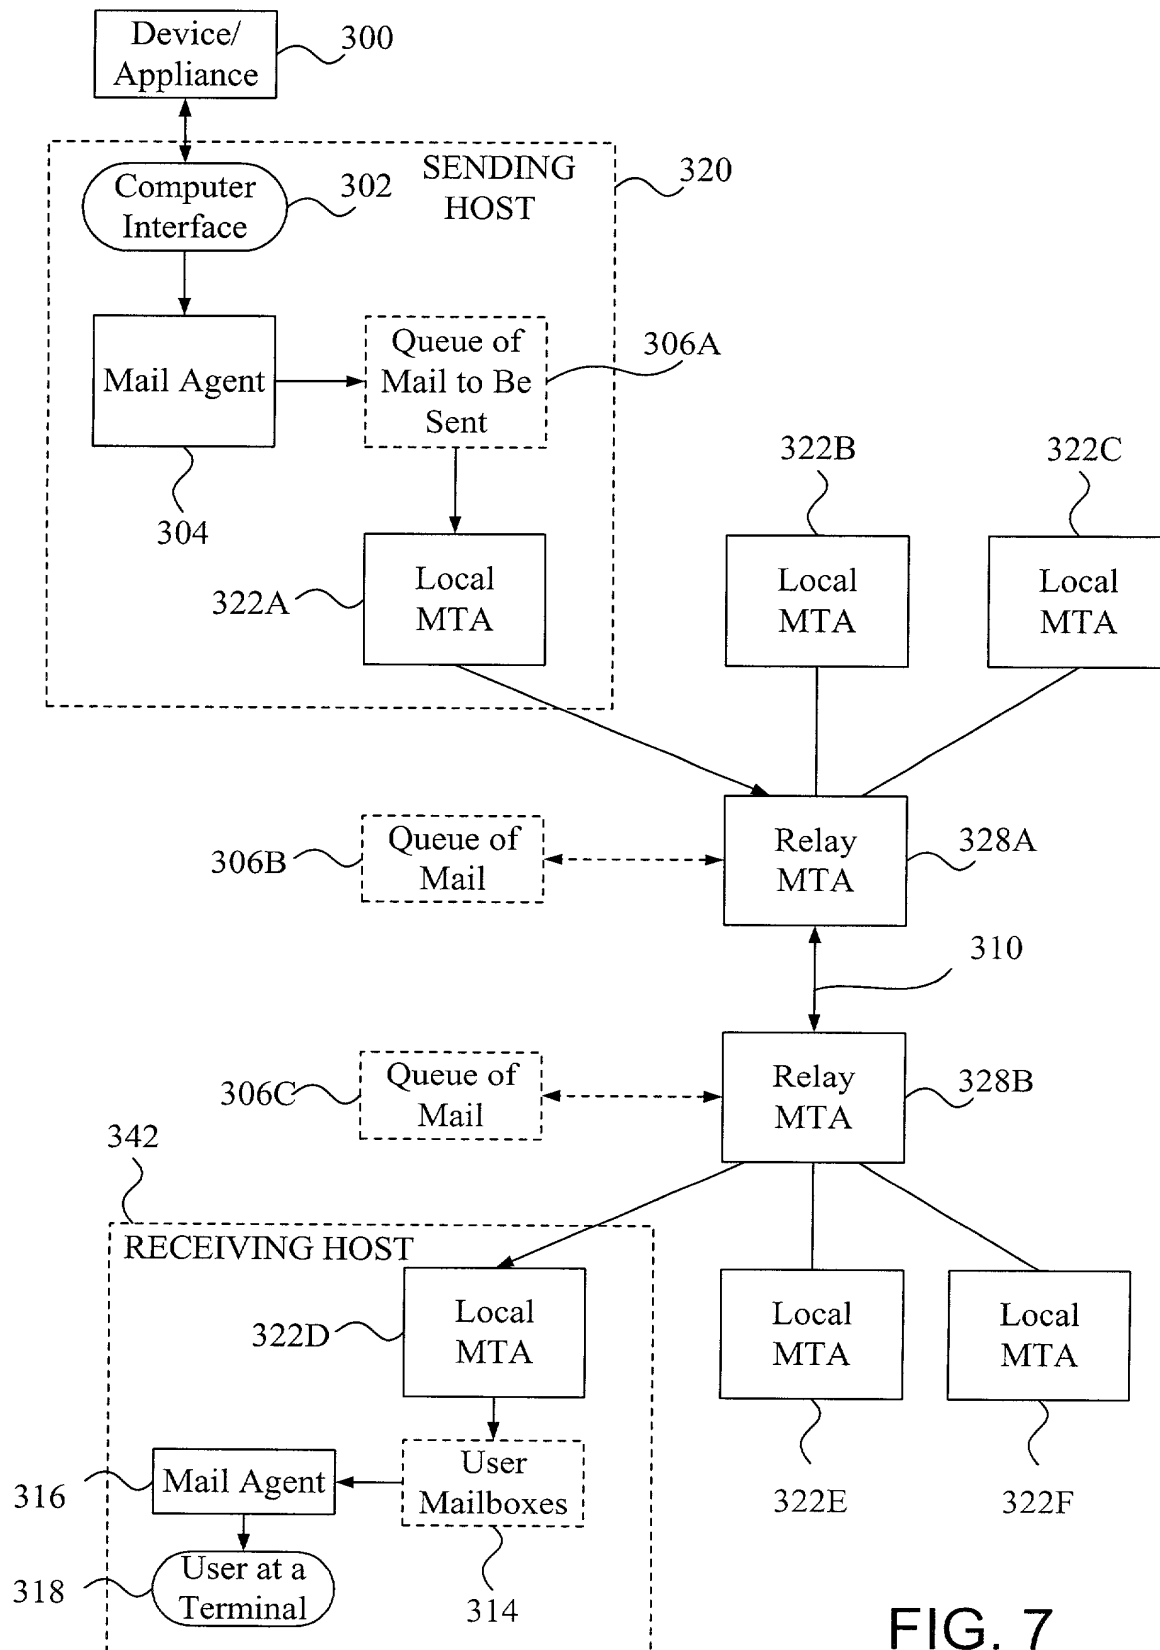 Device/
Appliance
300
SENDING
HOST
320
Computer
Interface
302
Mail Agent
304
Queue of
Mail to Be
Sent
306A
322A
Local
MTA
322B
322C
Local
MTA
Local
MTA
306B
Queue of
Mail
Relay
MTA
328A
310
306C
Queue of
Mail
Relay
MTA
328B
342
RECEIVING HOST
322D
Local
MTA
Local
MTA
Local
MTA
322E
322F
316
Mail Agent
User
Mailboxes
314
318
User at a
Terminal
FIG. 7